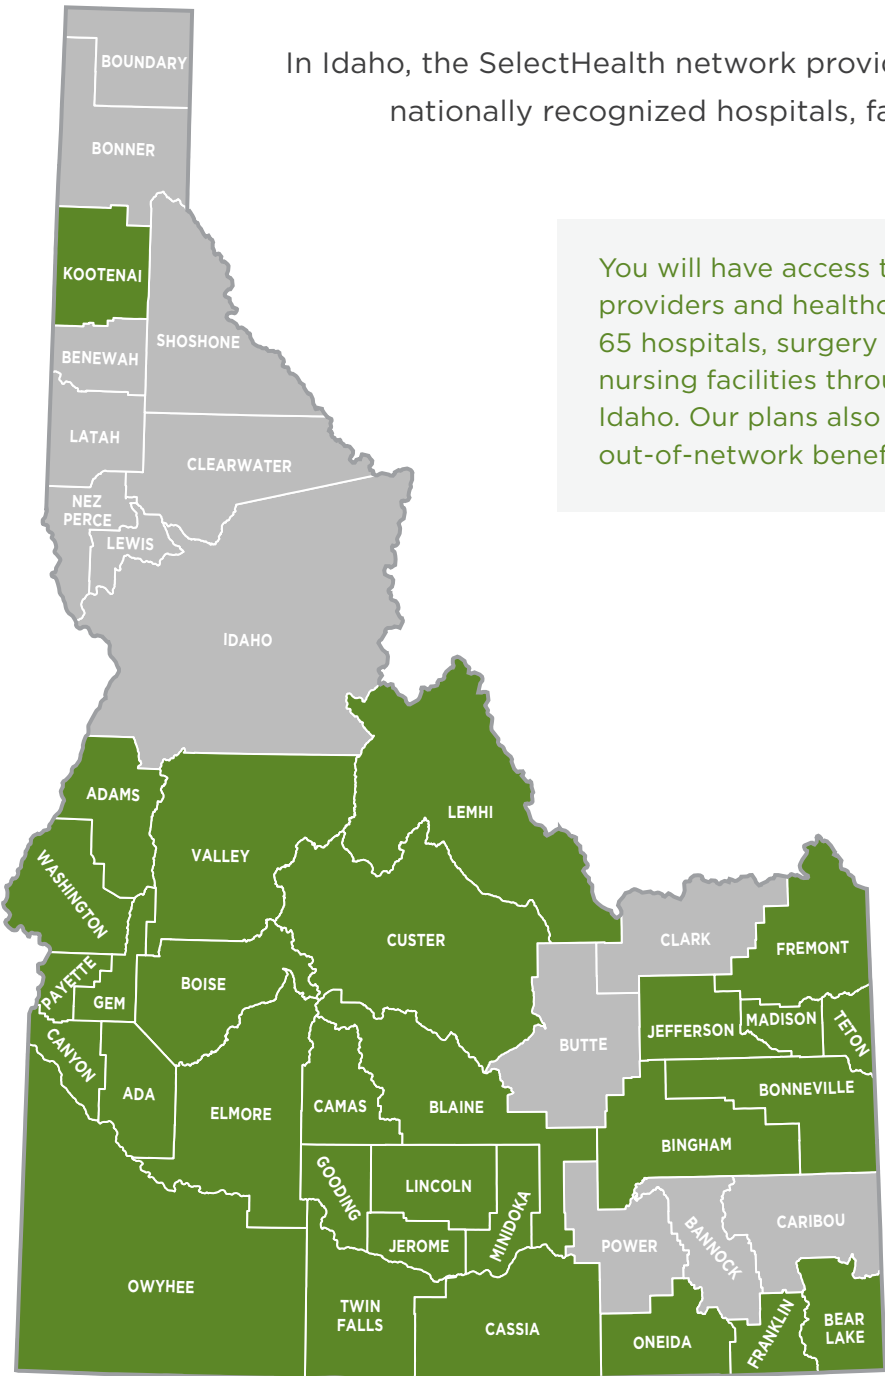 In Idaho, the SelectHealth network provid
nationally recognized hospitals, fa
You will have access t
providers and healthc
65 hospitals, surgery
nursing facilities throu
Idaho. Our plans also
out-of-network benef
BOUNDARY
BONNER
KOOTENAI
SHOSHONE
BENEWAH
LATAH
CLEARWATER
NEZ
PERCE
LEWIS
IDAHO
ADAMS
LEMHI
VALLEY
WASHINGTON
CUSTER
CLARK
FREMONT
PAYETTE
GEM
BOISE
CANYON
ADA
ELMORE
CAMAS
BLAINE
BUTTE
JEFFERSON
MADISON
TETON
BONNEVILLE
BINGHAM
GOODING
LINCOLN
MINIDOKA
JEROME
POWER
BANNOCK
CARIBOU
OWYHEE
TWIN
FALLS
CASSIA
ONEIDA
FRANKLIN
BEAR
LAKE